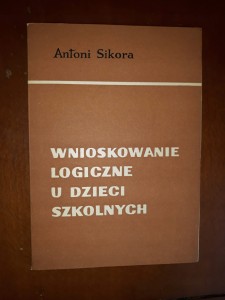 Antoni Sikora
WNIOSKOWANIE
LOGICZNE
U DZIECI
SZKOLNYCH